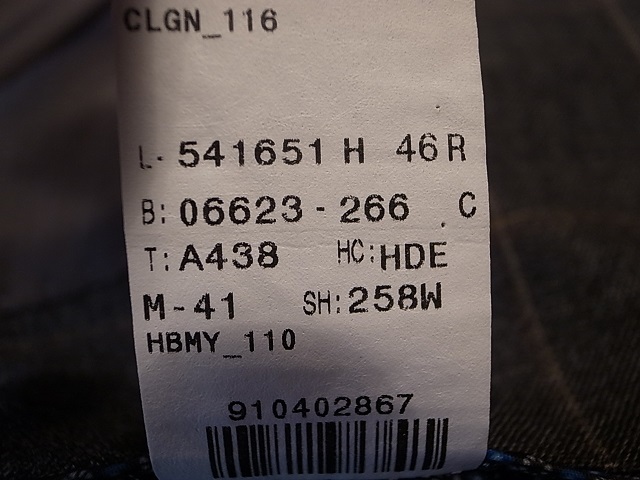 CLGN_116
L- 541651 H 46R
B: 06623-266 C
T: A438 HC: HDE
M-41 SH: 258W
HBMY_110
910402867